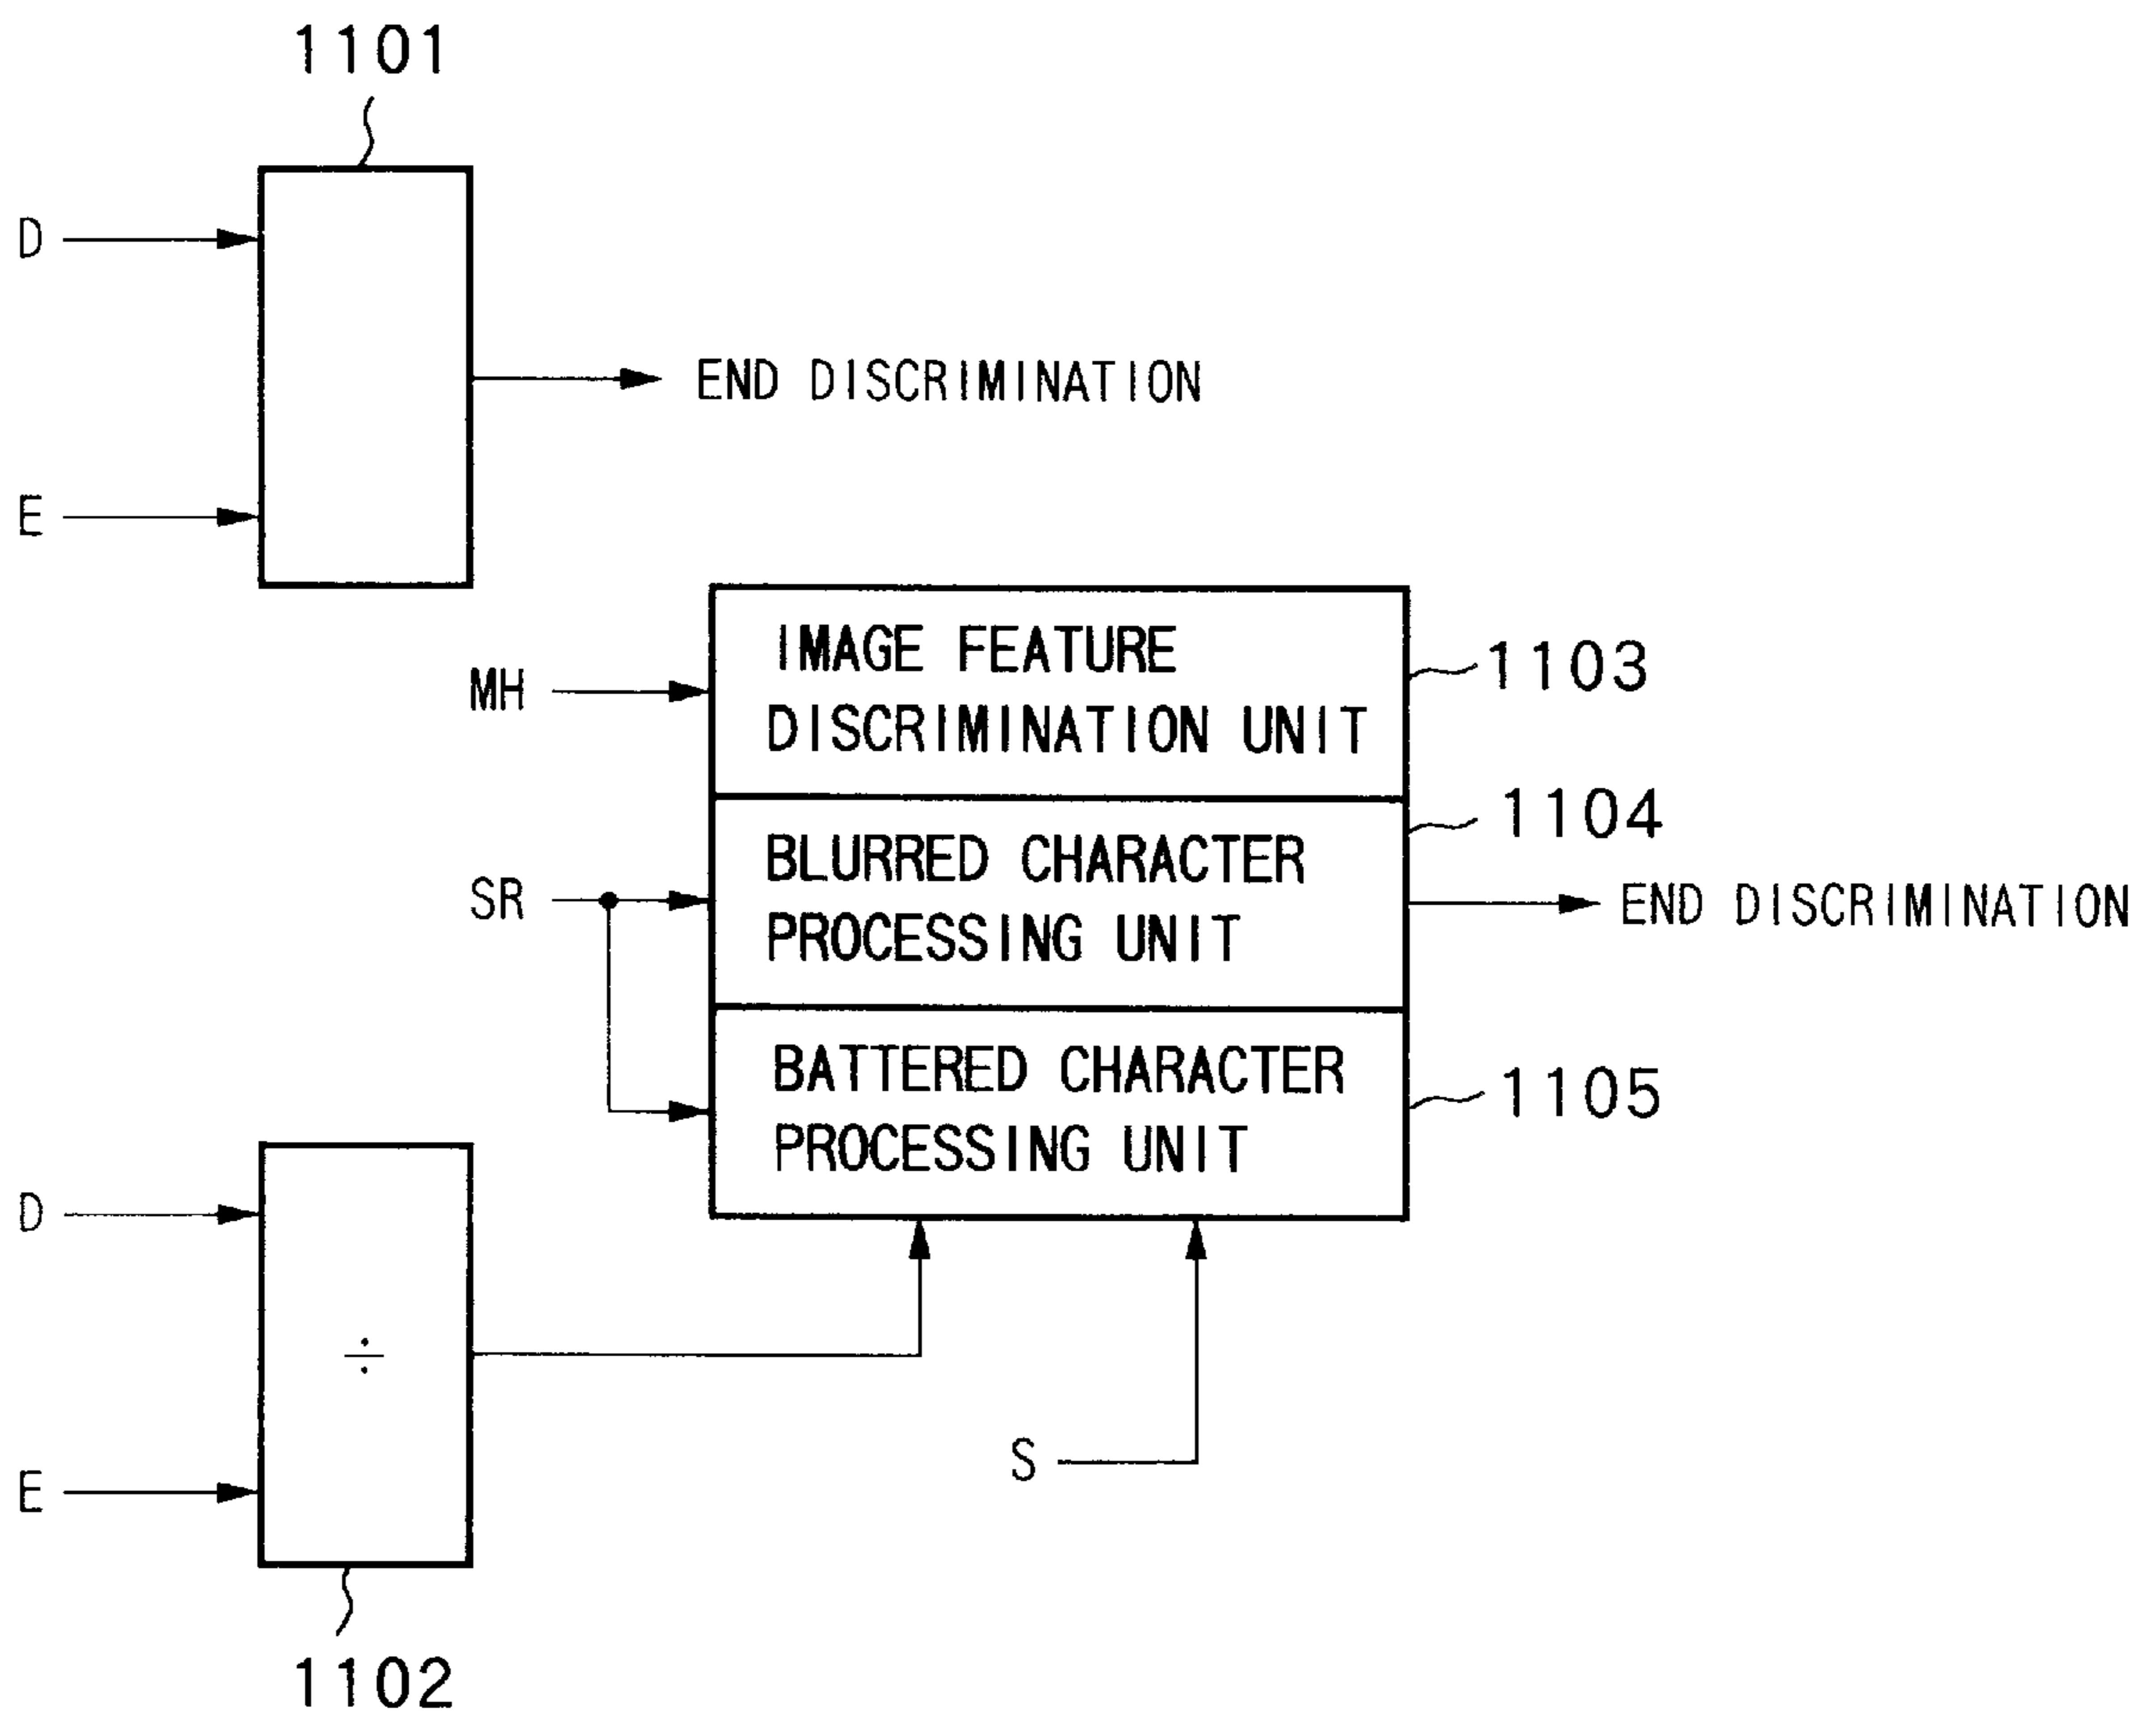 1101
D
END DISCRIMINATION
E
IMAGE FEATURE
DISCRIMINATION UNIT
1103
MH
1104
BLURRED CHARACTER
PROCESSING UNIT
SR
END DISCRIMINATION
BATTERED CHARACTER
PROCESSING UNIT
1105
D
÷
E
S
1102